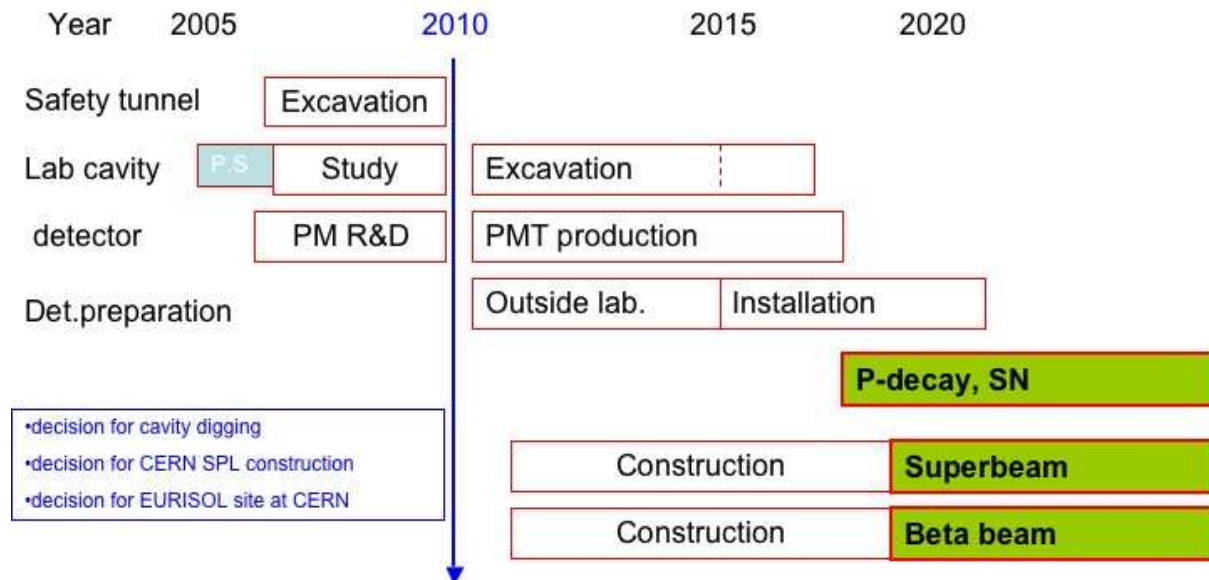 Year 2005 2010 2015 2020
Safety tunnel Excavation
Lab cavity P.S Study Excavation
detector PM R&D PMT production
Det.preparation Outside lab. Installation
P-decay, SN
•decision for cavity digging
•decision for CERN SPL construction
•decision for EURISOL site at CERN
Construction Superbeam
Construction Beta beam